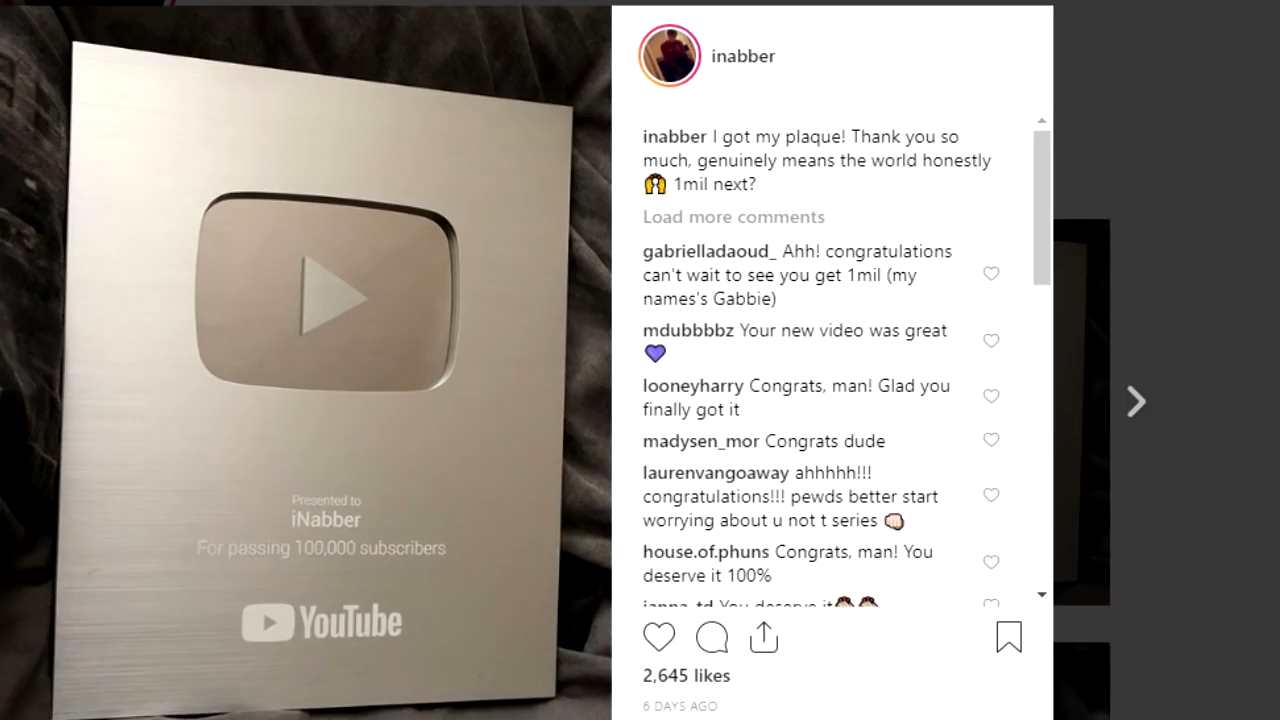 Presented to
iNabber
For passing 100,000 subscribers
YouTube
inabber
inabber I got my plaque! Thank you so
much, genuinely means the world honestly
🙌 1mil next?
Load more comments
gabrielladaoud_ Ahh! congratulations
can't wait to see you get 1mil (my
names's Gabbie)
mdubbbbz Your new video was great
💜
looneyharry Congrats, man! Glad you
finally got it
madysen_mor Congrats dude
laurenvangoaway ahhhhh!!!
congratulations!!! pewds better start
worrying about u not t series 👊🏻
house.of.phuns Congrats, man! You
deserve it 100%
You deserve it
2,645 likes
6 DAYS AGO